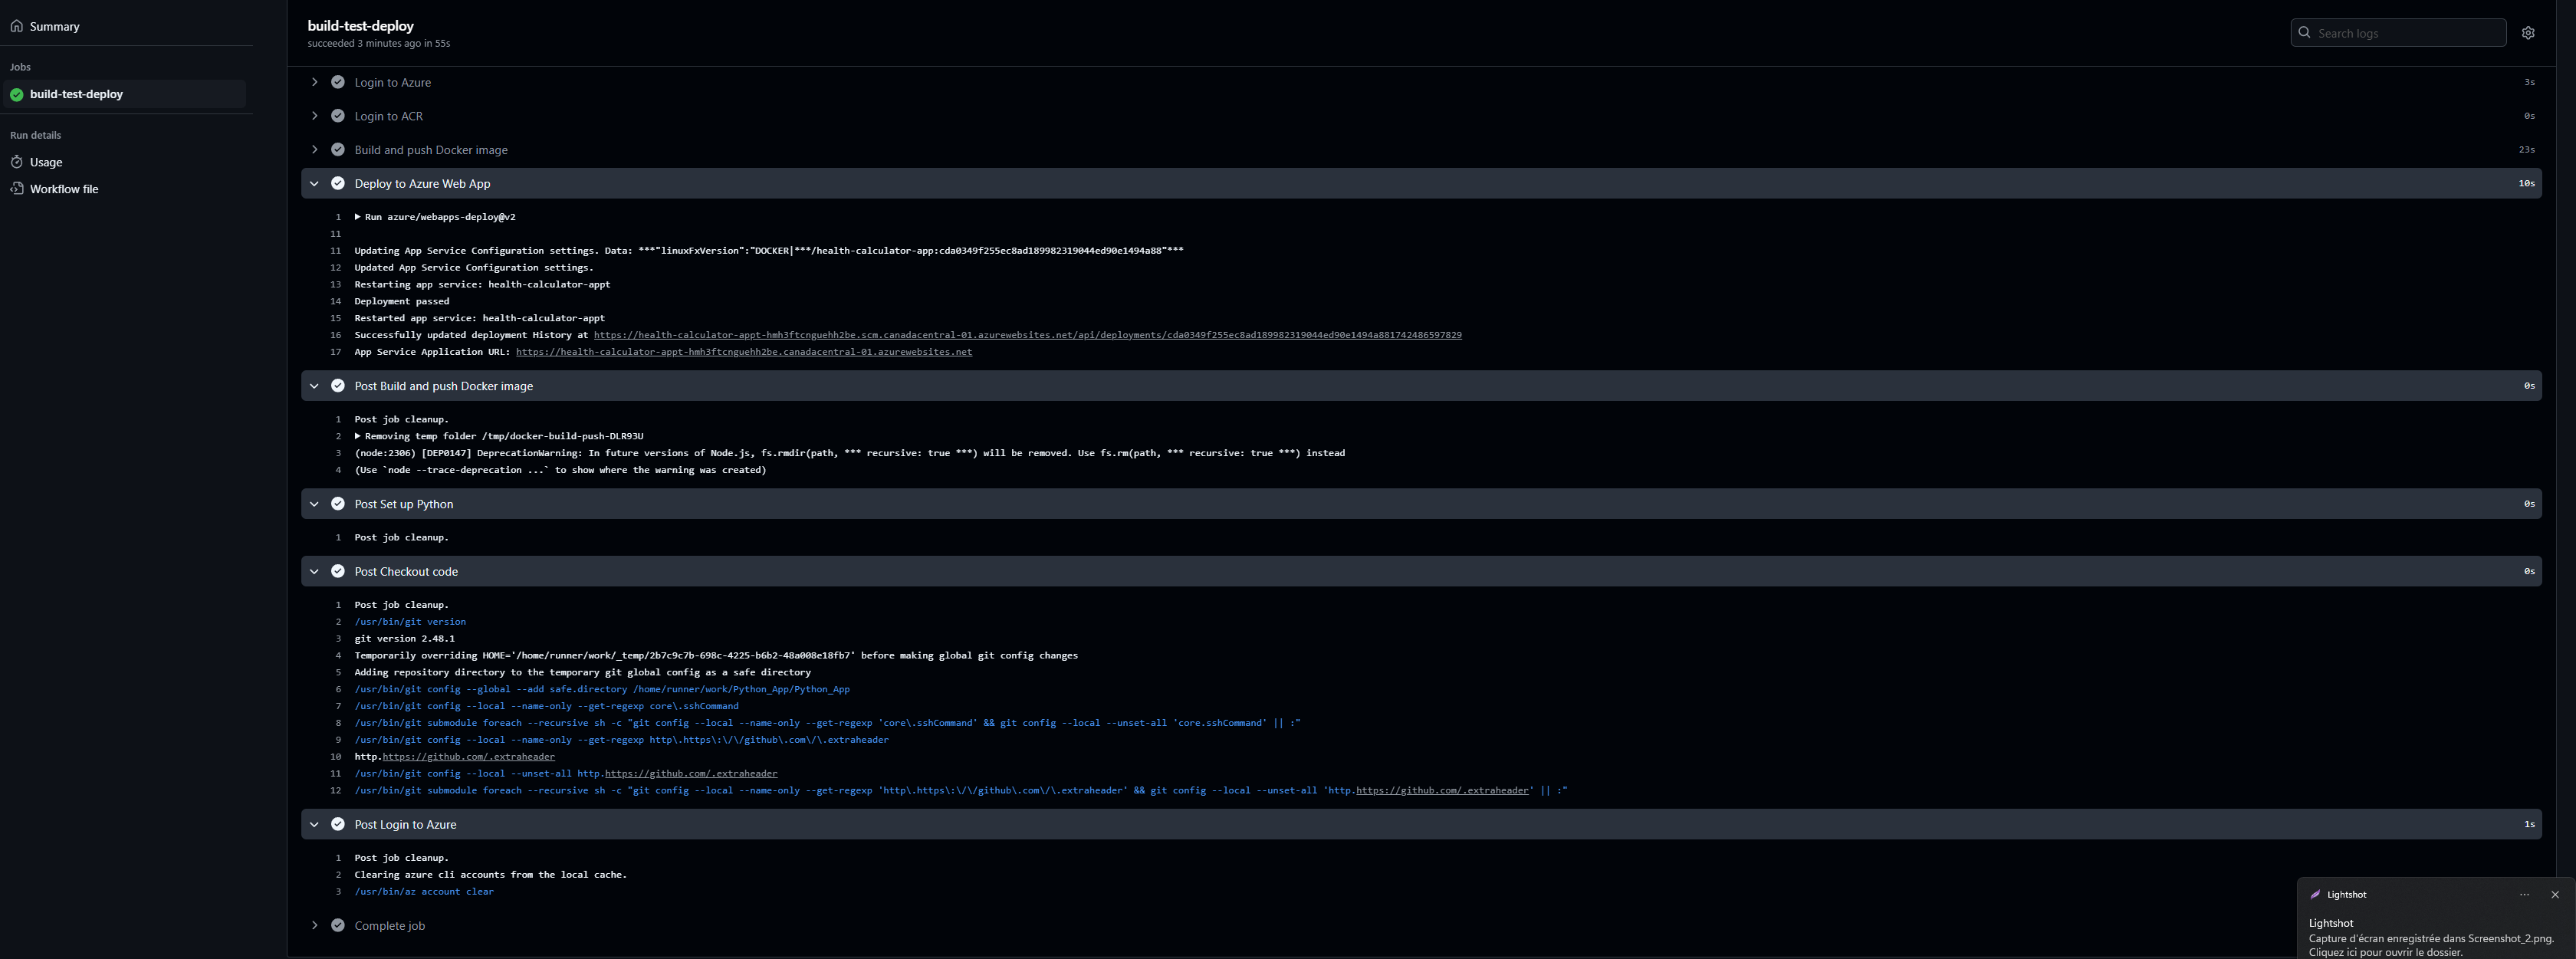 Summary
Jobs
build-test-deploy
Run details
Usage
Workflow file
build-test-deploy
succeeded 3 minutes ago in 55s
Search logs
Login to Azure 3s
Login to ACR 0s
Build and push Docker image 23s
Deploy to Azure Web App 10s
1 Run azure/webapps-deploy@v2
11
11 Updating App Service Configuration settings. Data: ***"linuxFxVersion":"DOCKER|***/health-calculator-app:cda0349f255ec8ad189982319044ed90e1494a88"***
12 Updated App Service Configuration settings.
13 Restarting app service: health-calculator-appt
14 Deployment passed
15 Restarted app service: health-calculator-appt
16 Successfully updated deployment History at https://health-calculator-appt-hmh3ftcnguehh2be.scm.canadacentral-01.azurewebsites.net/api/deployments/cda0349f255ec8ad189982319044ed90e1494a881742486597829
17 App Service Application URL: https://health-calculator-appt-hmh3ftcnguehh2be.canadacentral-01.azurewebsites.net
Post Build and push Docker image 0s
1 Post job cleanup.
2 Removing temp folder /tmp/docker-build-push-DLR93U
3 (node:2306) [DEP0147] DeprecationWarning: In future versions of Node.js, fs.rmdir(path, *** recursive: true ***) will be removed. Use fs.rm(path, *** recursive: true ***) instead
4 (Use `node --trace-deprecation ...` to show where the warning was created)
Post Set up Python 0s
1 Post job cleanup.
Post Checkout code 0s
1 Post job cleanup.
2 /usr/bin/git version
3 git version 2.48.1
4 Temporarily overriding HOME='/home/runner/work/_temp/2b7c9c7b-698c-4225-b6b2-48a008e18fb7' before making global git config changes
5 Adding repository directory to the temporary git global config as a safe directory
6 /usr/bin/git config --global --add safe.directory /home/runner/work/Python_App/Python_App
7 /usr/bin/git config --local --name-only --get-regexp core\.sshCommand
8 /usr/bin/git submodule foreach --recursive sh -c "git config --local --name-only --get-regexp 'core\.sshCommand' && git config --local --unset-all 'core.sshCommand' || :"
9 /usr/bin/git config --local --name-only --get-regexp http\.https\:\/\/github\.com\/\.extraheader
10 http.https://github.com/.extraheader
11 /usr/bin/git config --local --unset-all http.https://github.com/.extraheader
12 /usr/bin/git submodule foreach --recursive sh -c "git config --local --name-only --get-regexp 'http\.https\:\/\/github\.com\/\.extraheader' && git config --local --unset-all 'http.https://github.com/.extraheader' || :"
Post Login to Azure 1s
1 Post job cleanup.
2 Clearing azure cli accounts from the local cache.
3 /usr/bin/az account clear
Complete job
Lightshot
Lightshot
Capture d'écran enregistrée dans Screenshot_2.png.
Cliquez ici pour ouvrir le dossier.